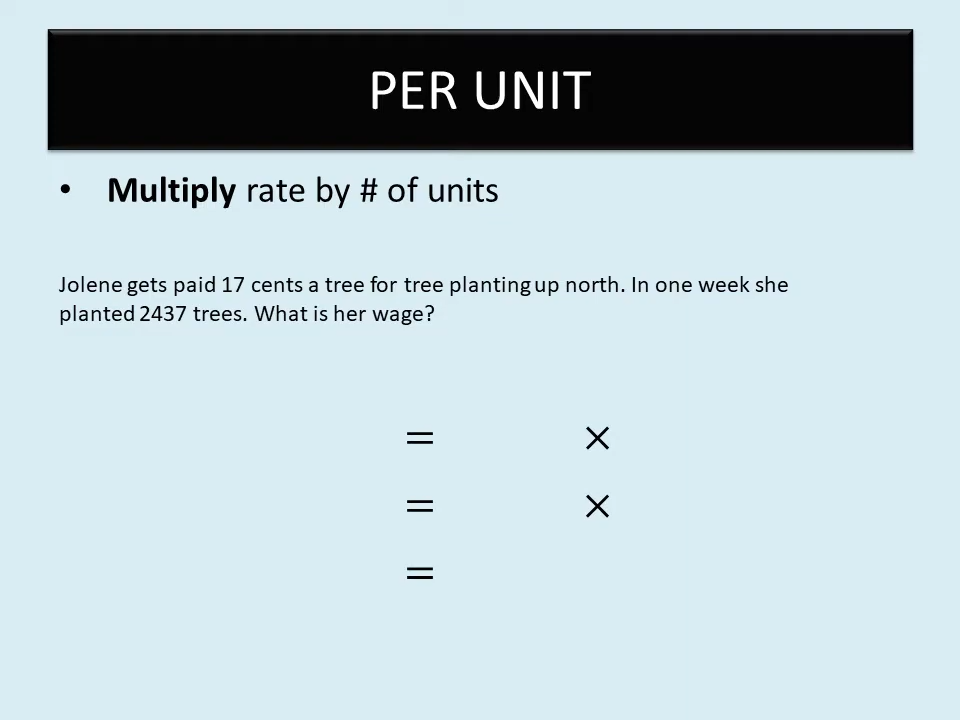 PER UNIT
• Multiply rate by # of units
Jolene gets paid 17 cents a tree for tree planting up north. In one week she
planted 2437 trees. What is her wage?
= ×
= ×
=